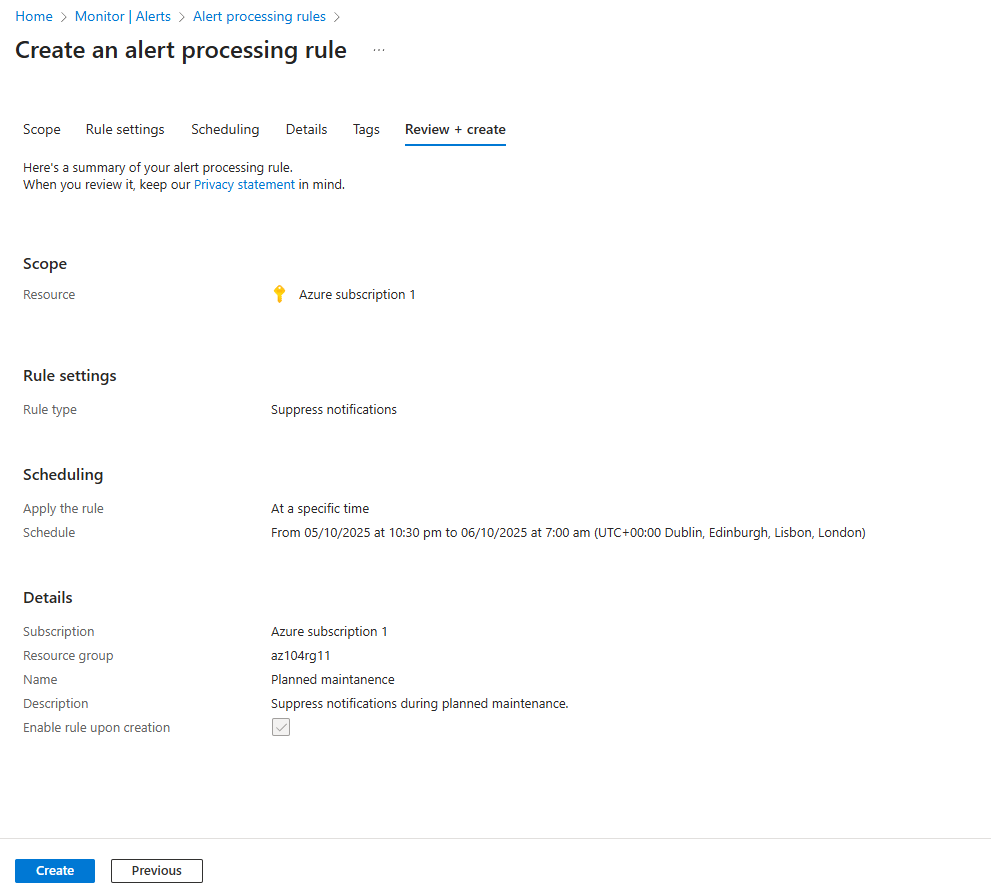 Home > Monitor | Alerts > Alert processing rules >
Create an alert processing rule ...
Scope Rule settings Scheduling Details Tags Review + create
Here's a summary of your alert processing rule.
When you review it, keep our Privacy statement in mind.
Scope
Resource Azure subscription 1
Rule settings
Rule type Suppress notifications
Scheduling
Apply the rule At a specific time
Schedule From 05/10/2025 at 10:30 pm to 06/10/2025 at 7:00 am (UTC+00:00 Dublin, Edinburgh, Lisbon, London)
Details
Subscription Azure subscription 1
Resource group az104rg11
Name Planned maintanence
Description Suppress notifications during planned maintenance.
Enable rule upon creation
Create Previous